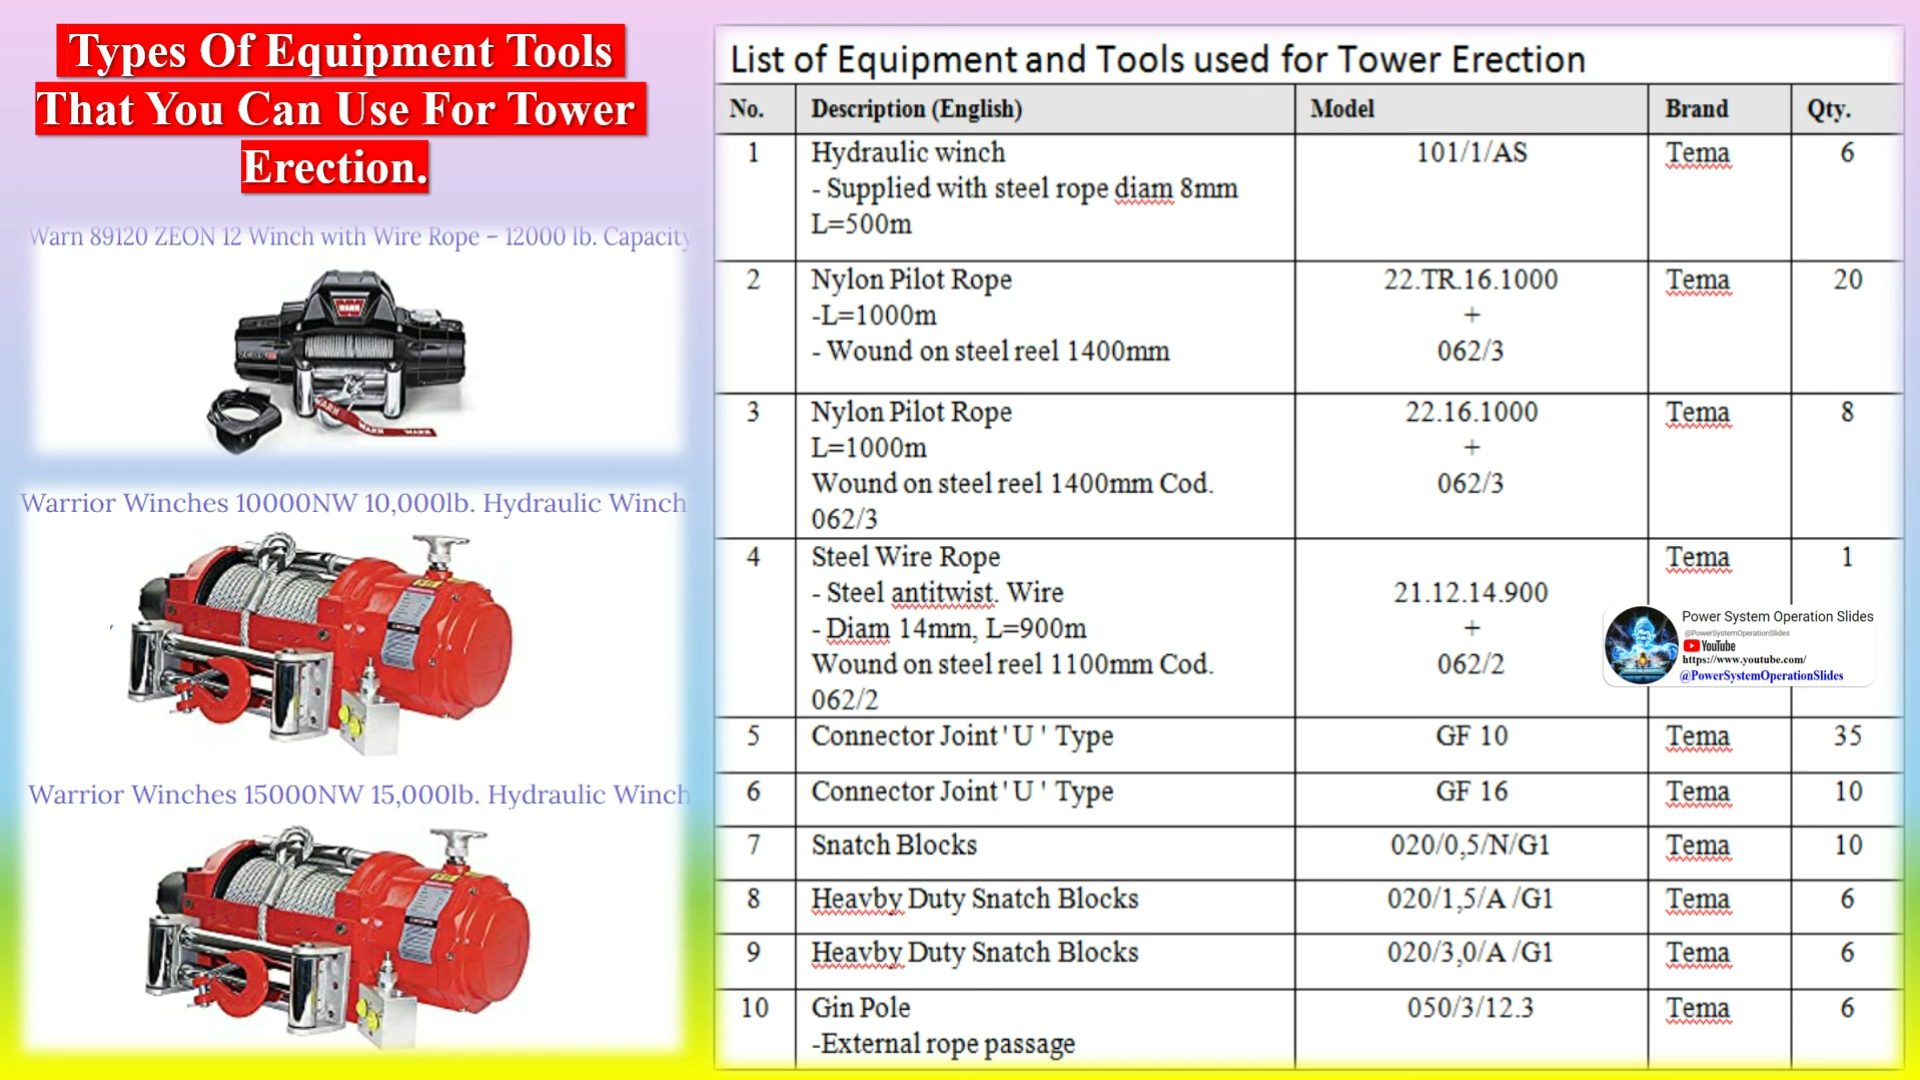 Types Of Equipment Tools
That You Can Use For Tower
Erection.
Warn 89120 ZEON 12 Winch with Wire Rope – 12000 lb. Capacity
WARN
WARN
WARN
Warrior Winches 10000NW 10,000lb. Hydraulic Winch
Warrior Winches 15000NW 15,000lb. Hydraulic Winch
List of Equipment and Tools used for Tower Erection
No. Description (English) Model Brand Qty.
1 Hydraulic winch 101/1/AS Tema 6
- Supplied with steel rope diam 8mm
L=500m
2 Nylon Pilot Rope 22.TR.16.1000 Tema 20
-L=1000m +
- Wound on steel reel 1400mm 062/3
3 Nylon Pilot Rope 22.16.1000 Tema 8
L=1000m +
Wound on steel reel 1400mm Cod. 062/3
062/3
4 Steel Wire Rope Tema 1
- Steel antitwist. Wire 21.12.14.900
- Diam 14mm, L=900m +
Wound on steel reel 1100mm Cod. 062/2
062/2
5 Connector Joint ' U ' Type GF 10 Tema 35
6 Connector Joint ' U ' Type GF 16 Tema 10
7 Snatch Blocks 020/0,5/N/G1 Tema 10
8 Heavby Duty Snatch Blocks 020/1,5/A /G1 Tema 6
9 Heavby Duty Snatch Blocks 020/3,0/A /G1 Tema 6
10 Gin Pole 050/3/12.3 Tema 6
-External rope passage
Power System Operation Slides
@PowerSystemOperationSlides
YouTube
https://www.youtube.com/
@PowerSystemOperationSlides